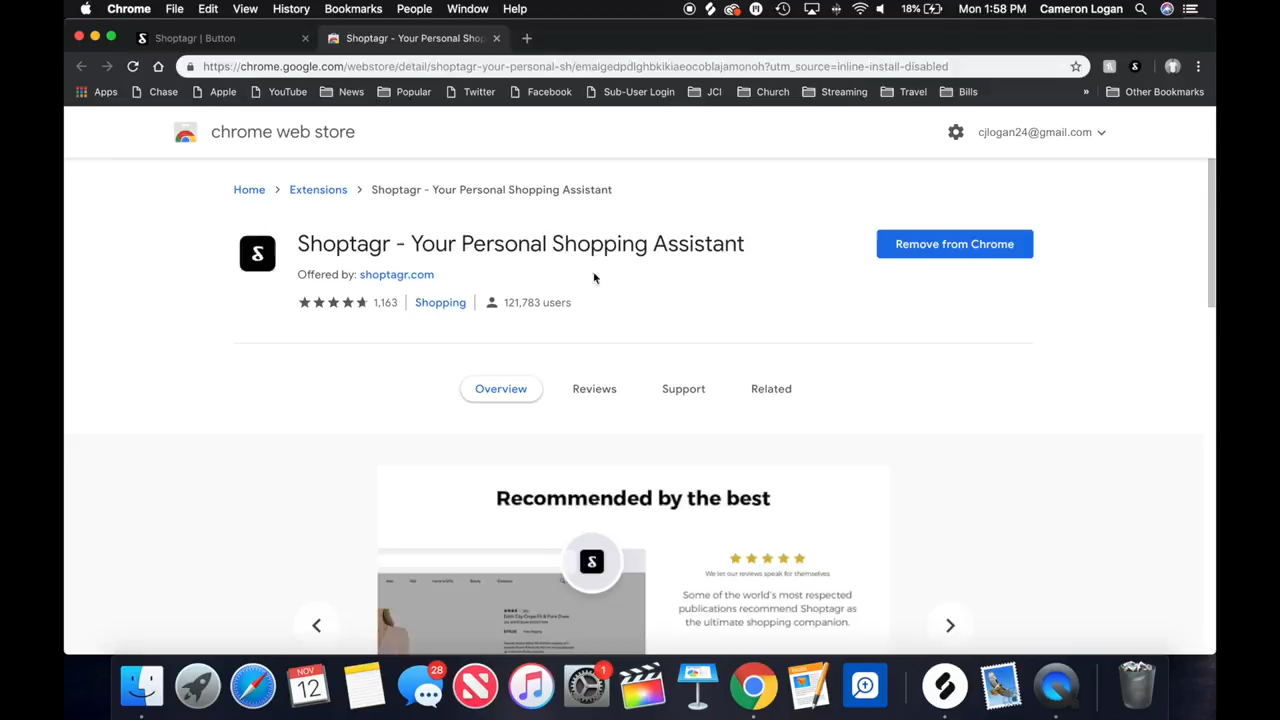 Chrome File Edit View History Bookmarks People Window Help 18% Mon 1:58 PM Cameron Logan
Shoptagr | Button × Shoptagr - Your Personal Shop × +
https://chrome.google.com/webstore/detail/shoptagr-your-personal-sh/emaigedpdlghbkikiaeocoblajamonoh?utm_source=inline-install-disabled
Apps Chase Apple YouTube News Popular Twitter Facebook Sub-User Login JCI Church Streaming Travel Bills » Other Bookmarks
chrome web store cjlogan24@gmail.com
Home > Extensions > Shoptagr - Your Personal Shopping Assistant
Shoptagr - Your Personal Shopping Assistant Remove from Chrome
Offered by: shoptagr.com
1,163 Shopping 121,783 users
Overview Reviews Support Related
Recommended by the best
We let our reviews speak for themselves
Some of the world's most respected
publications recommend Shoptagr as
the ultimate shopping companion.
NOV
12
28
1